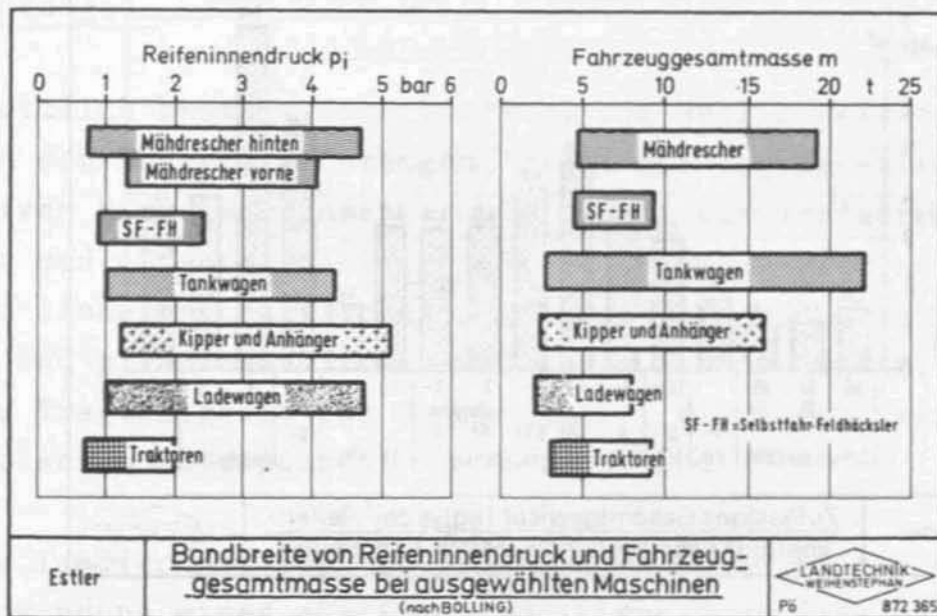 Reifeninnendruck pi
0 1 2 3 4 5 bar 6
Mähdrescher hinten
Mähdrescher vorne
SF-FH
Tankwagen
Kipper und Anhänger
Ladewagen
Traktoren
Fahrzeuggesamtmasse m
0 5 10 15 20 t 25
Mähdrescher
SF-FH
Tankwagen
Kipper und Anhänger
Ladewagen
SF-FH =Selbstfahr-Feldhäcksler
Traktoren
Estler
Bandbreite von Reifeninnendruck und Fahrzeug-
gesamtmasse bei ausgewählten Maschinen
(nach BOLLING)
LANDTECHNIK
WEIHENSTEPHAN
Pö 872 365